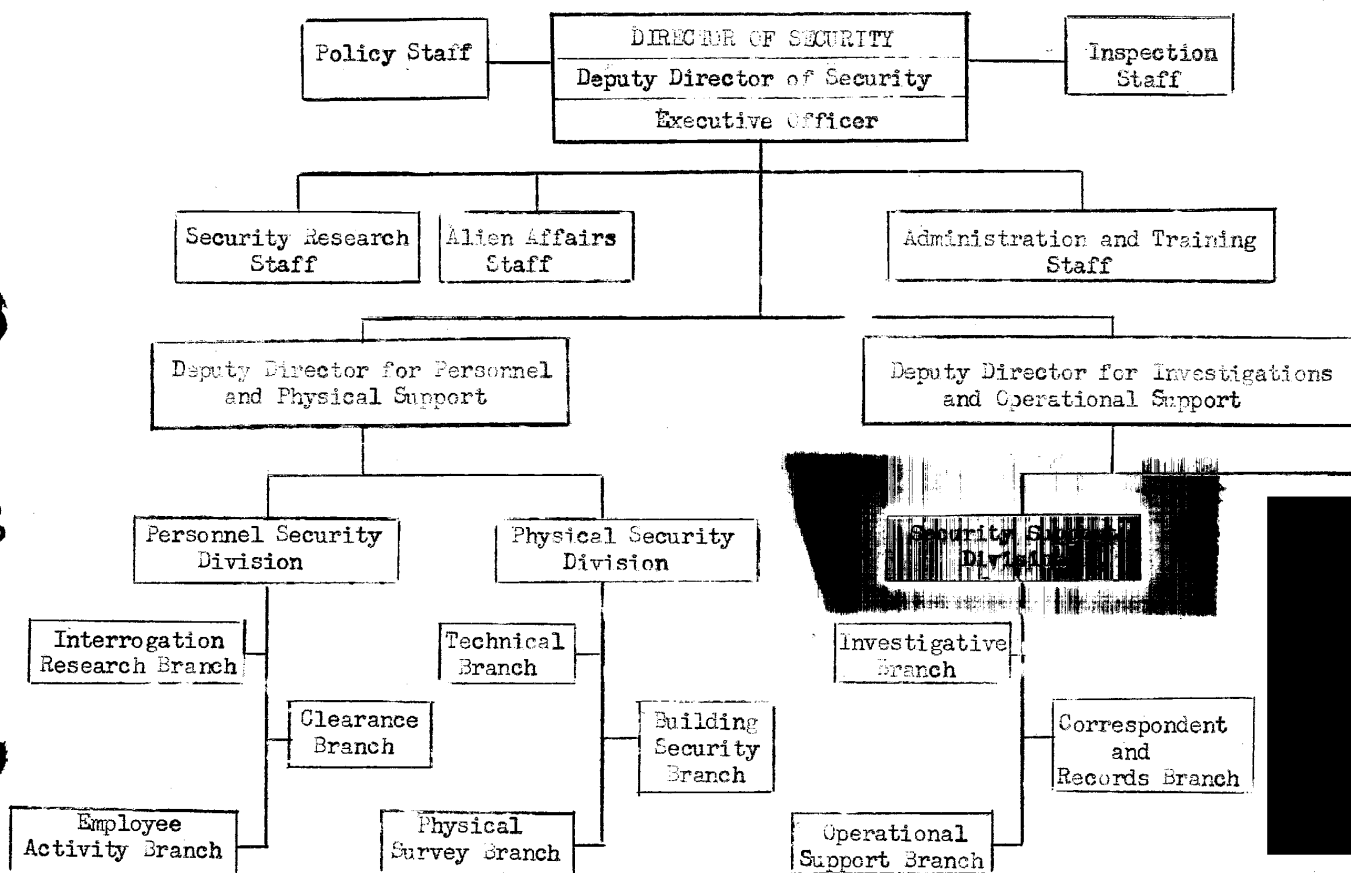 Policy Staff
DIRECTOR OF SECURITY
Deputy Director of Security
Executive Officer
Inspection
Staff
Security Research
Staff
Alien Affairs
Staff
Administration and Training
Staff
Deputy Director for Personnel
and Physical Support
Deputy Director for Investigations
and Operational Support
Personnel Security
Division
Physical Security
Division
Security Support
Division
Interrogation
Research Branch
Technical
Branch
Investigative
Branch
Clearance
Branch
Building
Security
Branch
Correspondent
and
Records Branch
Employee
Activity Branch
Physical
Survey Branch
Operational
Support Branch